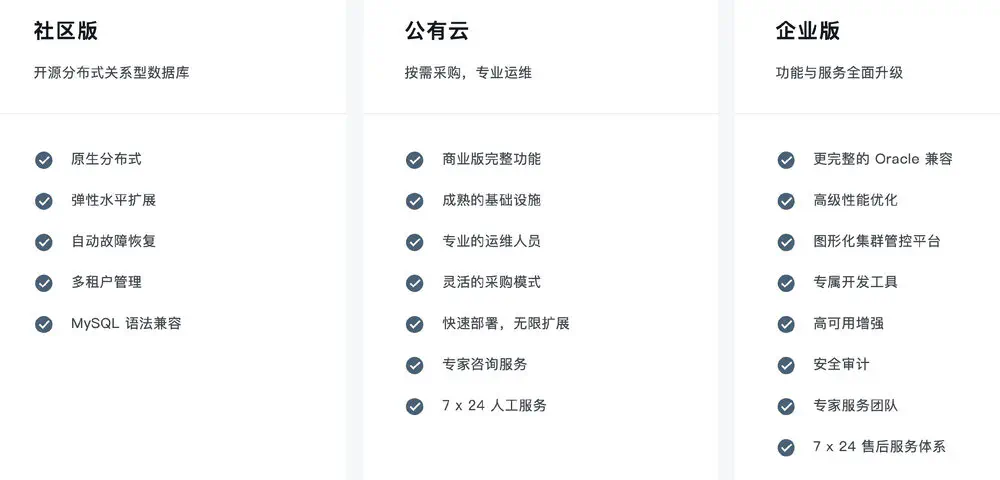 社区版
开源分布式关系型数据库
原生分布式
弹性水平扩展
自动故障恢复
多租户管理
MySQL 语法兼容
公有云
按需采购，专业运维
商业版完整功能
成熟的基础设施
专业的运维人员
灵活的采购模式
快速部署，无限扩展
专家咨询服务
7 x 24 人工服务
企业版
功能与服务全面升级
更完整的 Oracle 兼容
高级性能优化
图形化集群管控平台
专属开发工具
高可用增强
安全审计
专家服务团队
7 x 24 售后服务体系